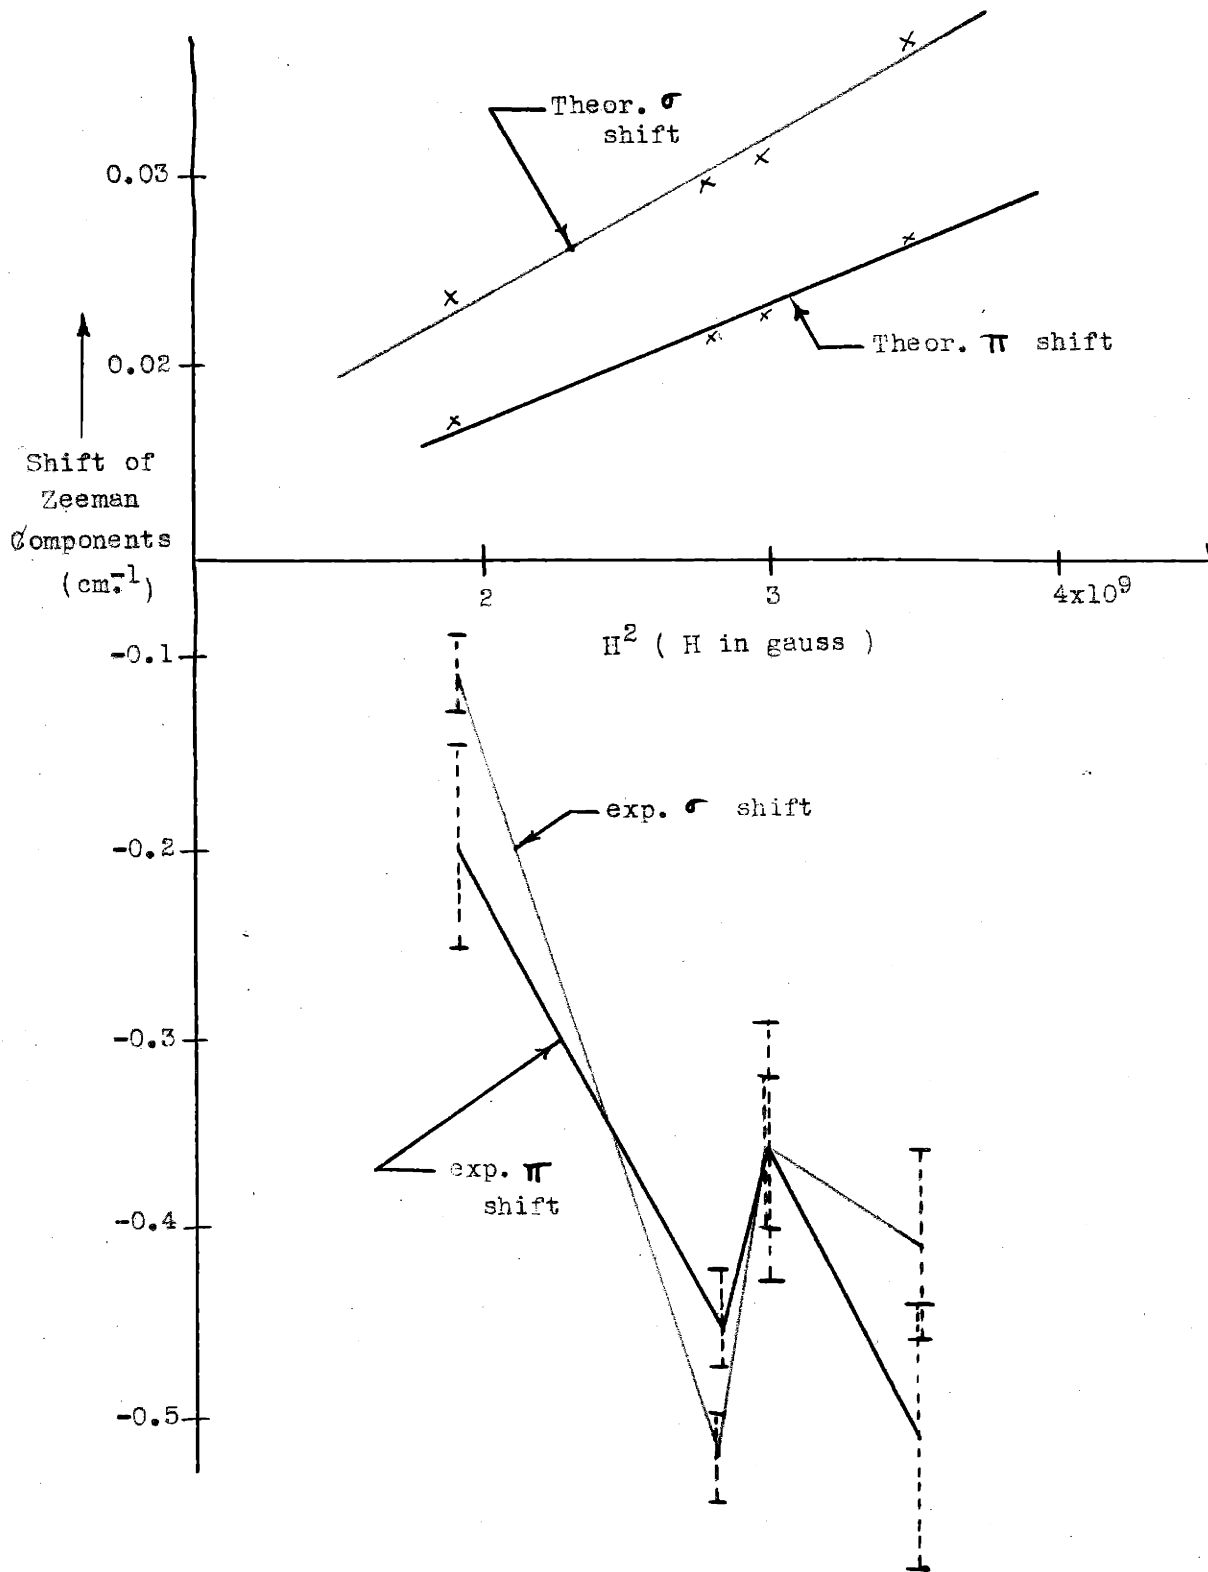 Theor. σ
shift
0.03
Theor. π shift
0.02
Shift of
Zeeman
Components
(cm.-1)
2
3
4x10⁹
H² ( H in gauss )
-0.1
exp. σ shift
-0.2
-0.3
exp. π
shift
-0.4
-0.5